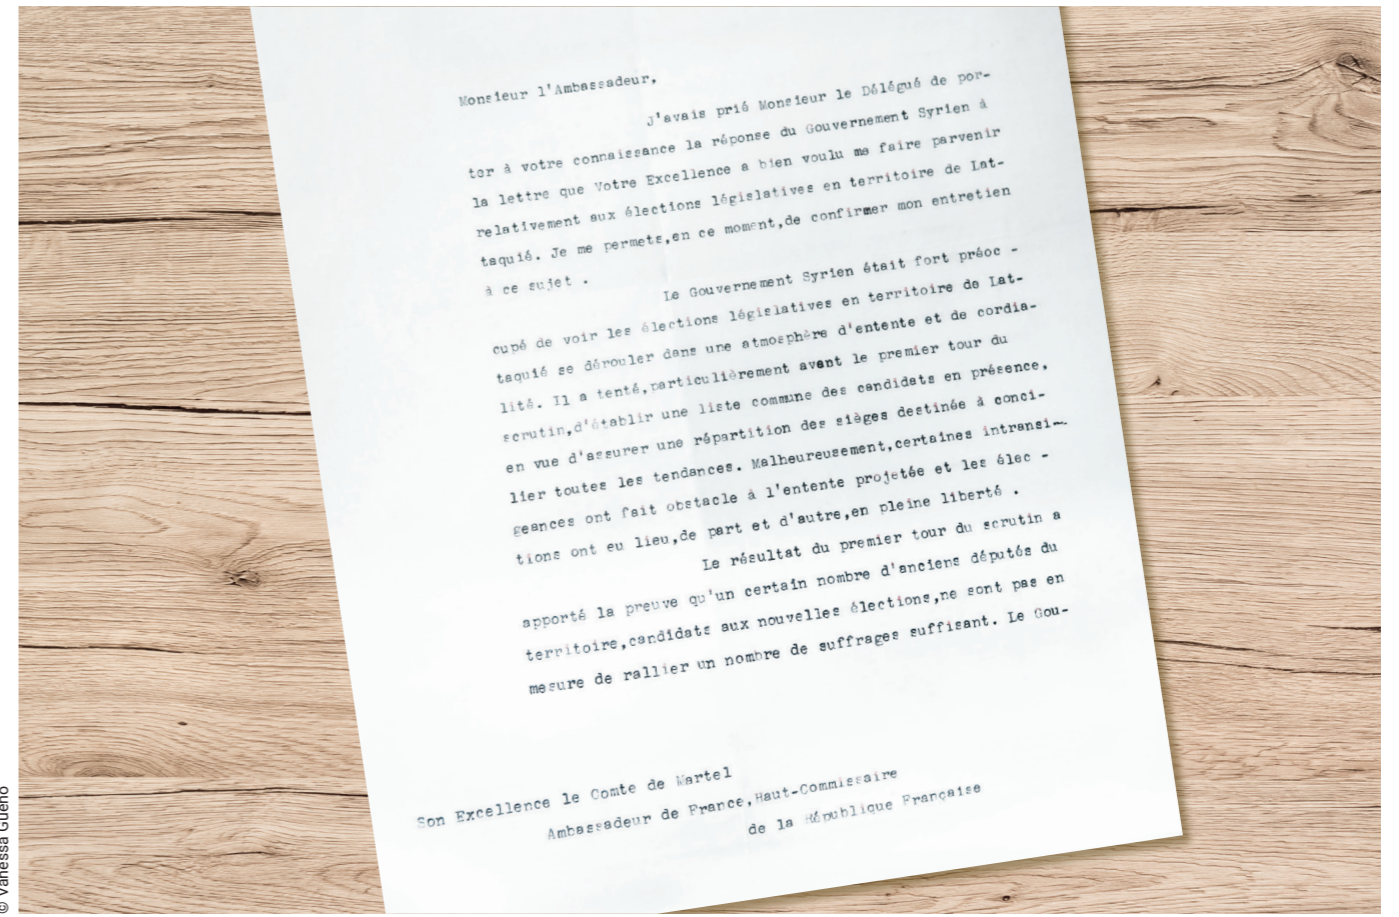 Monsieur l'Ambassadeur,
J'avais prié Monsieur le Délégué de por-
ter à votre connaissance la réponse du Gouvernement Syrien à
la lettre que Votre Excellence a bien voulu me faire parvenir
relativement aux élections législatives en territoire de Lat-
taquié. Je me permets,en ce moment,de confirmer mon entretien
à ce sujet .
Le Gouvernement Syrien était fort préoc -
cupé de voir les élections législatives en territoire de Lat-
taquié se dérouler dans une atmosphère d'entente et de cordia-
lité. Il a tenté,particulièrement avant le premier tour du
scrutin,d'établir une liste commune des candidats en présence,
en vue d'assurer une répartition des sièges destinée à conci-
lier toutes les tendances. Malheureusement,certaines intransi-
geances ont fait obstacle à l'entente projetée et les élec -
tions ont eu lieu,de part et d'autre,en pleine liberté .
Le résultat du premier tour du scrutin a
apporté la preuve qu'un certain nombre d'anciens députés du
territoire,candidats aux nouvelles élections,ne sont pas en
mesure de rallier un nombre de suffrages suffisant. Le Gou-
Son Excellence le Comte de Martel
Ambassadeur de France,Haut-Commissaire
de la République Française
© Vanessa Guéno